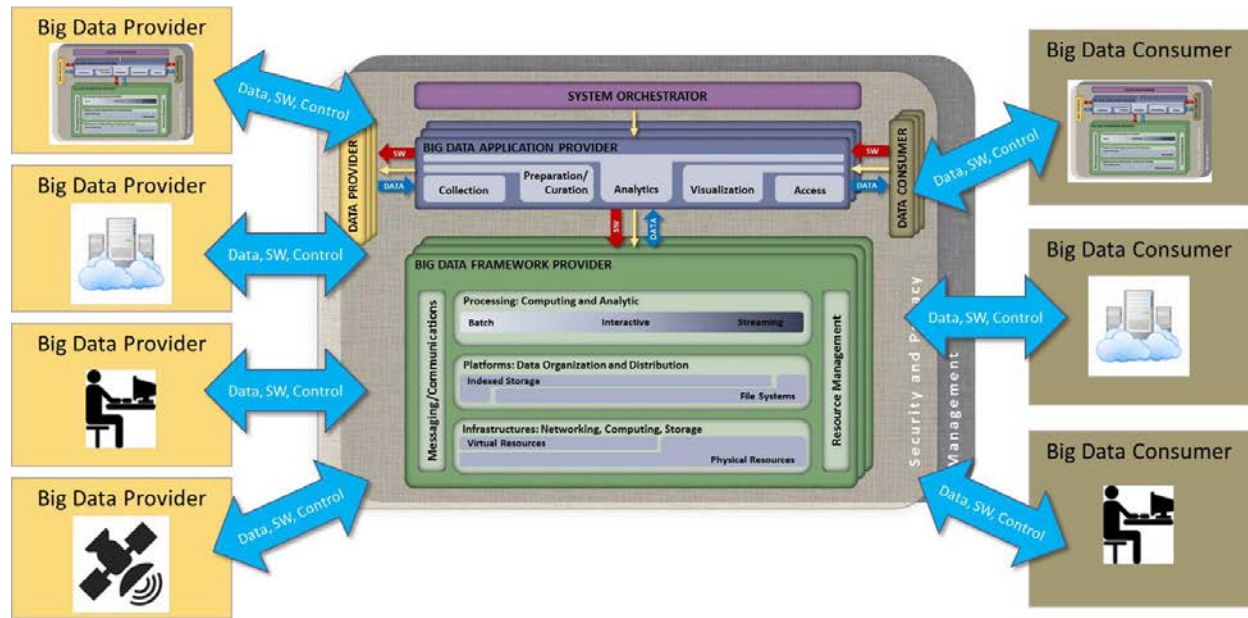 Big Data Provider
Data, SW, Control
Big Data Provider
Data, SW, Control
Big Data Provider
Data, SW, Control
Big Data Provider
Data, SW, Control
SYSTEM ORCHESTRATOR
DATA PROVIDER
SW
DATA
BIG DATA APPLICATION PROVIDER
Collection
Preparation/
Curation
Analytics
Visualization
Access
SW
DATA
DATA CONSUMER
SW
DATA
BIG DATA FRAMEWORK PROVIDER
Messaging/Communications
Processing: Computing and Analytic
Batch
Interactive
Streaming
Platforms: Data Organization and Distribution
Indexed Storage
File Systems
Infrastructures: Networking, Computing, Storage
Virtual Resources
Physical Resources
Resource Management
Security and Privacy
Management
Big Data Consumer
Data, SW, Control
Big Data Consumer
Data, SW, Control
Big Data Consumer
Data, SW, Control